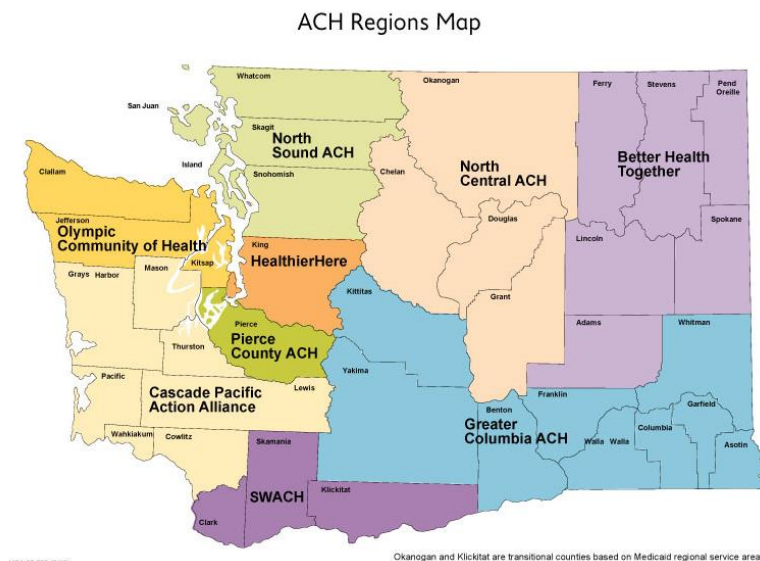 ACH Regions Map
Whatcom
Okanogan
Ferry
Stevens
Pend
Oreille
San Juan
Skagit
North
Sound ACH
Island
Chelan
North
Central ACH
Better Health
Together
Clallam
Snohomish
Douglas
Spokane
Jefferson
Olympic
Community of Health
King
HealthierHere
Lincoln
Grays Harbor
Mason
Kitsap
Kittitas
Grant
Pierce
Pierce
County ACH
Adams
Whitman
Thurston
Yakima
Pacific
Lewis
Cascade Pacific
Action Alliance
Franklin
Benton
Greater
Columbia ACH
Garfield
Wahkiakum
Cowlitz
Skamania
Walla Walla
Columbia
Asotin
Klickitat
SWACH
Clark
Okanogan and Klickitat are transitional counties based on Medicaid regional service area